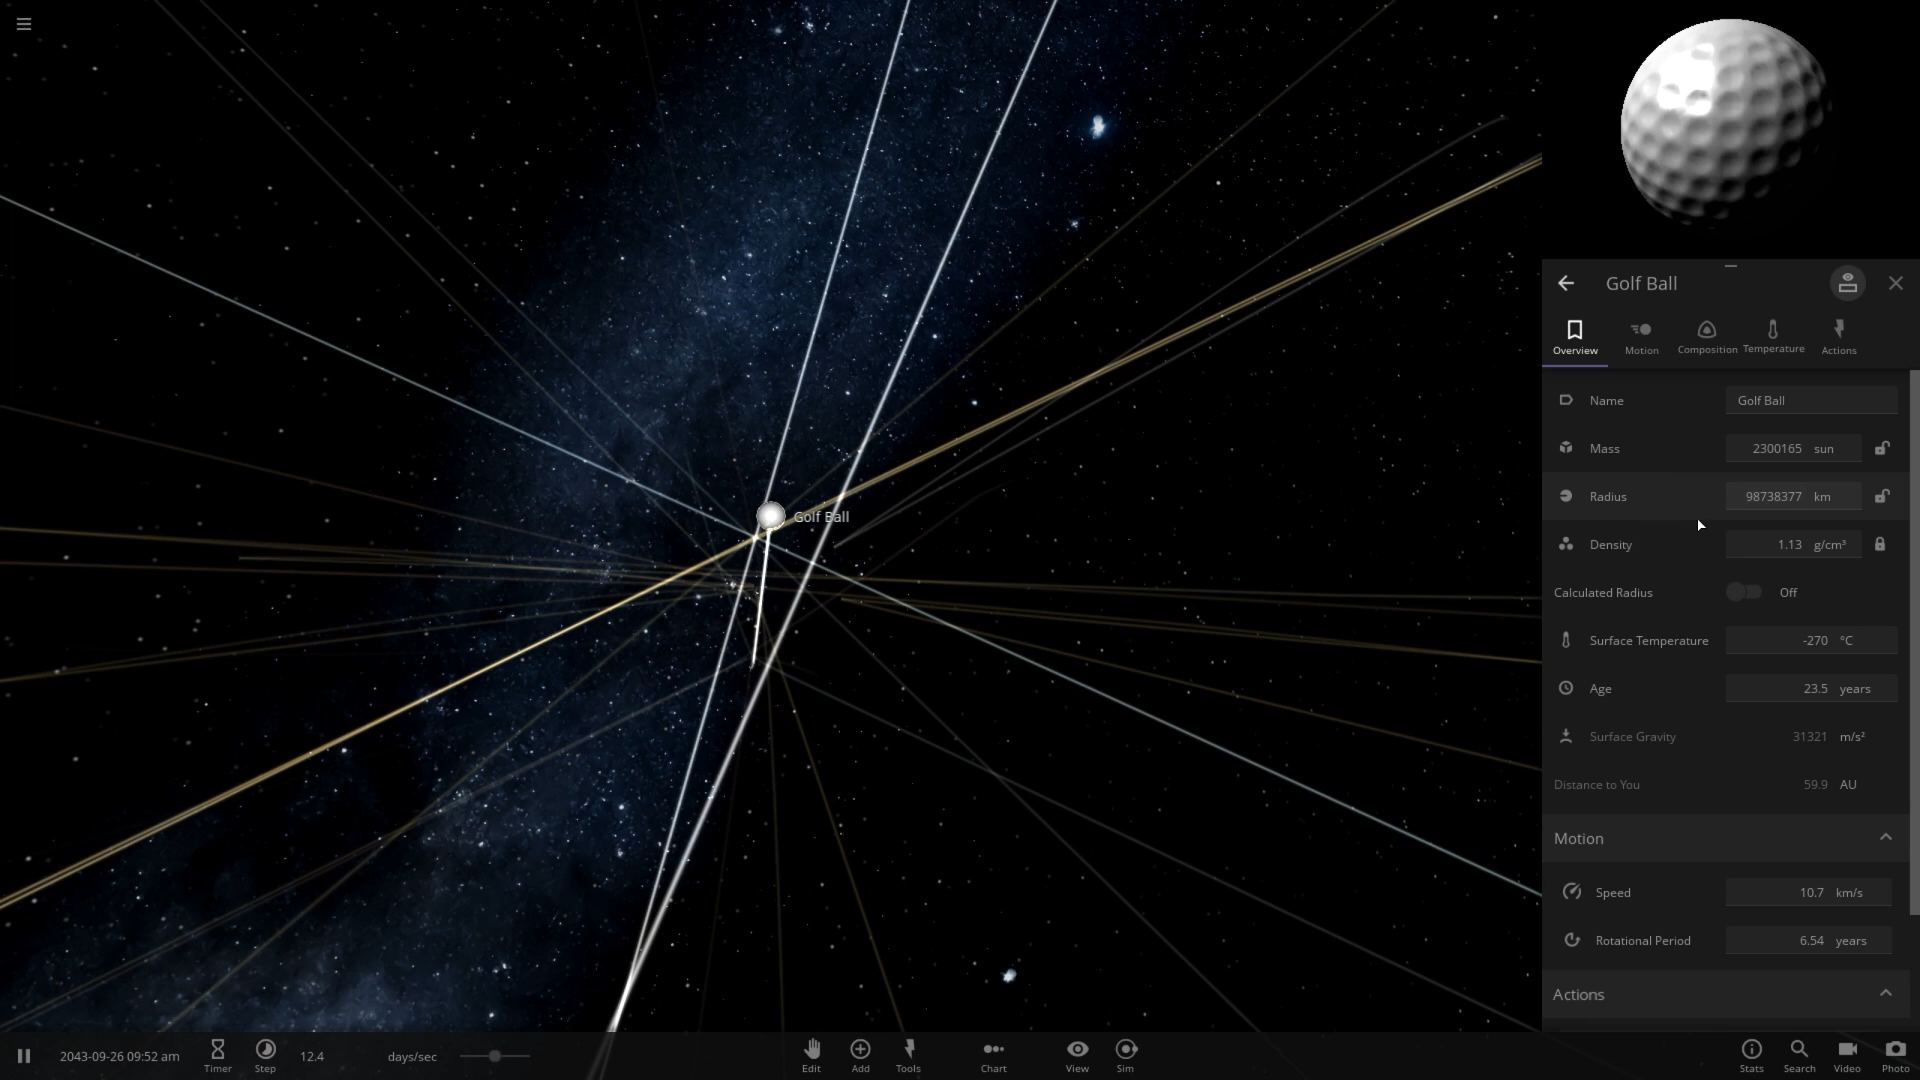 Golf Ball
Overview
Motion
Composition
Temperature
Actions
Name Golf Ball
Mass 2300165 sun
Radius 98738377 km
Golf Ball
Density 1.13 g/cm³
Calculated Radius Off
Surface Temperature -270 °C
Age 23.5 years
Surface Gravity 31321 m/s²
Distance to You 59.9 AU
Motion
Speed 10.7 km/s
Rotational Period 6.54 years
Actions
2043-09-26 09:52 am
Timer
Step
12.4 days/sec
Edit
Add
Tools
Chart
View
Sim
Stats
Search
Video
Photo